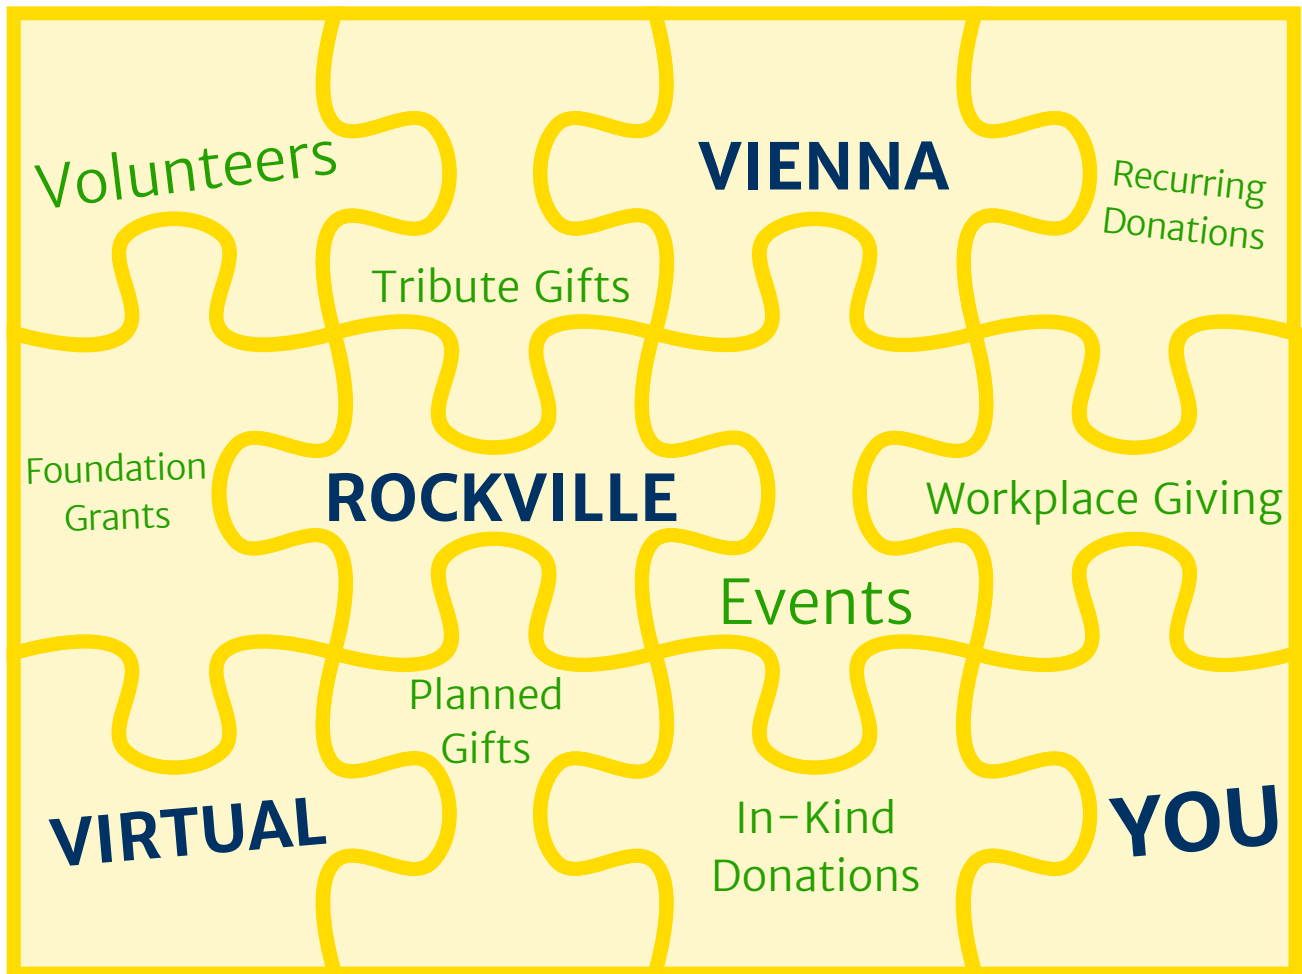 Volunteers
Tribute Gifts
VIENNA
Recurring
Donations
Foundation
Grants
ROCKVILLE
Events
Workplace Giving
VIRTUAL
Planned
Gifts
In-Kind
Donations
YOU